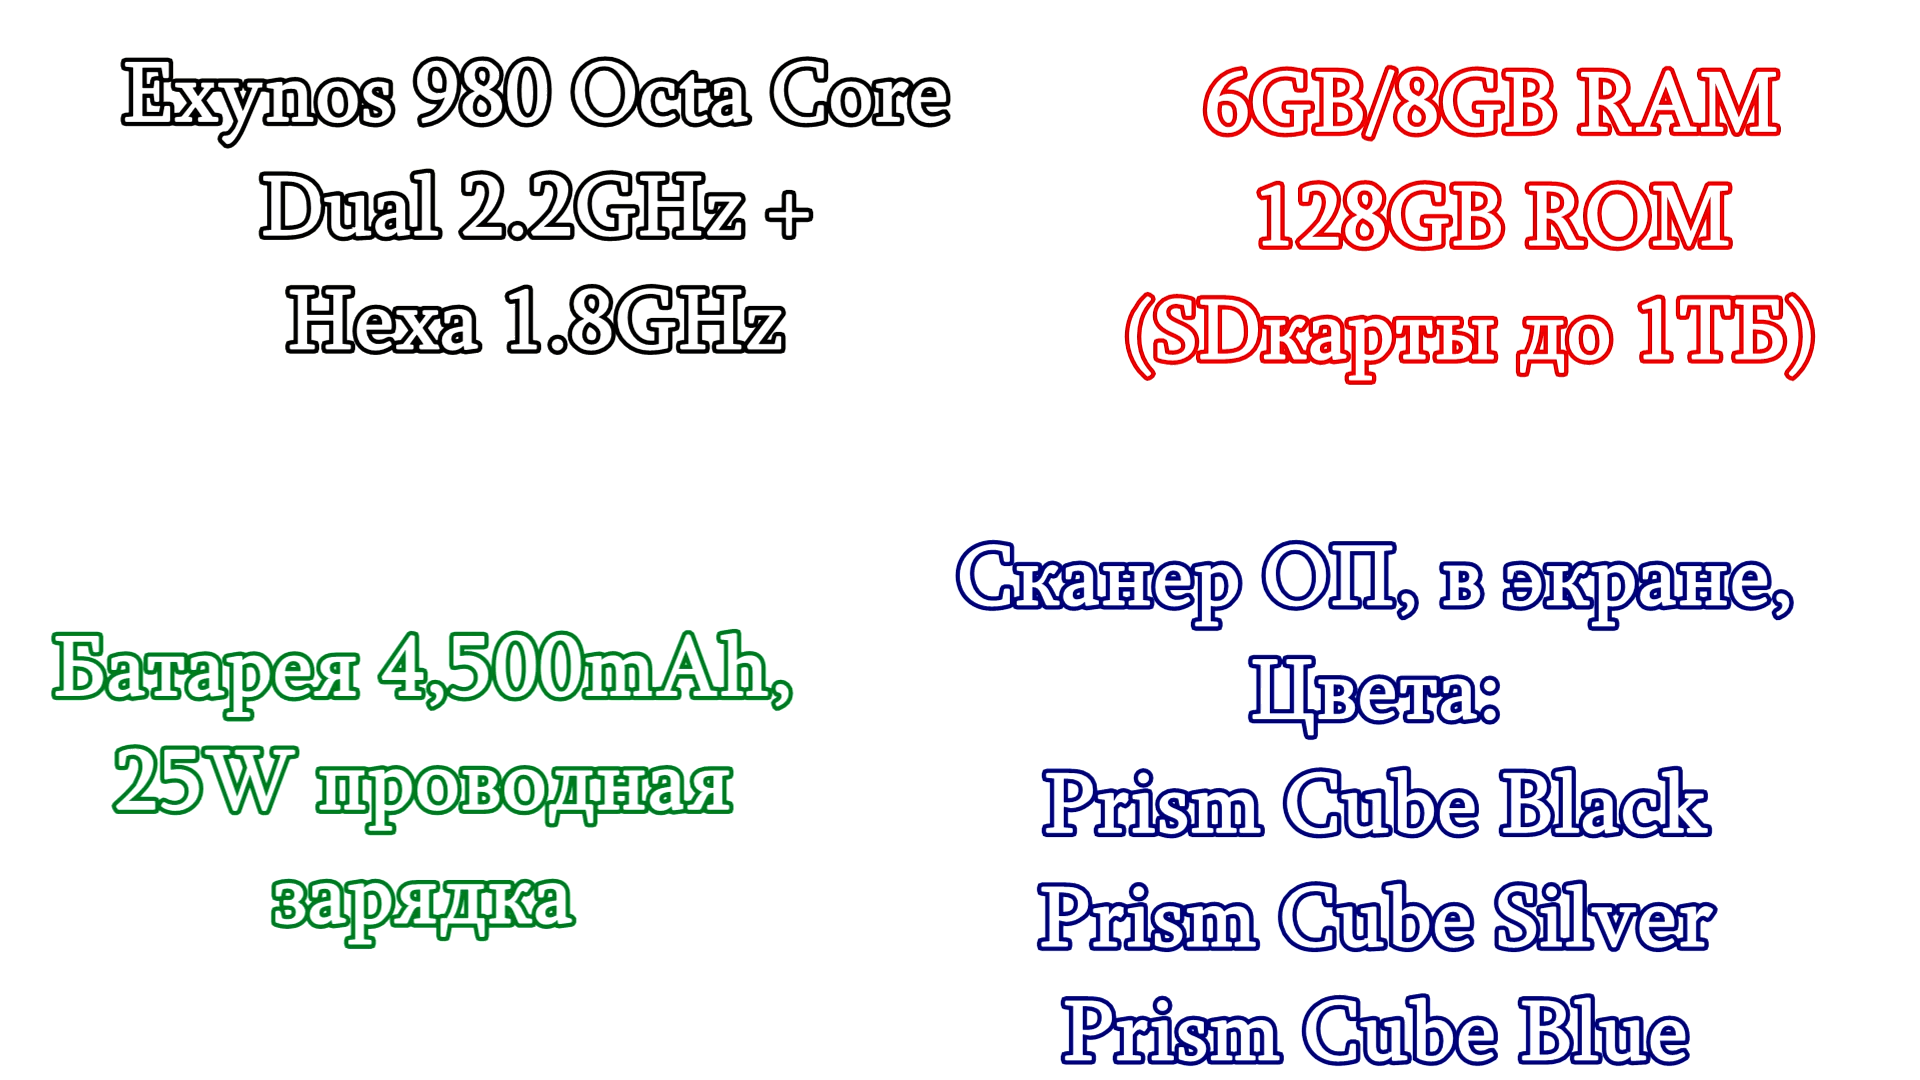 Exynos 980 Octa Core
Dual 2.2GHz +
Hexa 1.8GHz
6GB/8GB RAM
128GB ROM
(SDкарты до 1ТБ)
Батарея 4,500mAh,
25W проводная
зарядка
Сканер ОП, в экране,
Цвета:
Prism Cube Black
Prism Cube Silver
Prism Cube Blue